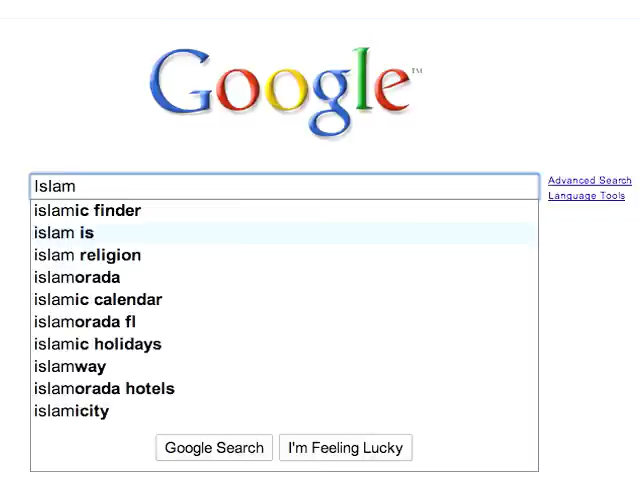 Google™
Islam
Advanced Search
Language Tools
islamic finder
islam is
islam religion
islamorada
islamic calendar
islamorada fl
islamic holidays
islamway
islamorada hotels
islamicity
Google Search
I'm Feeling Lucky